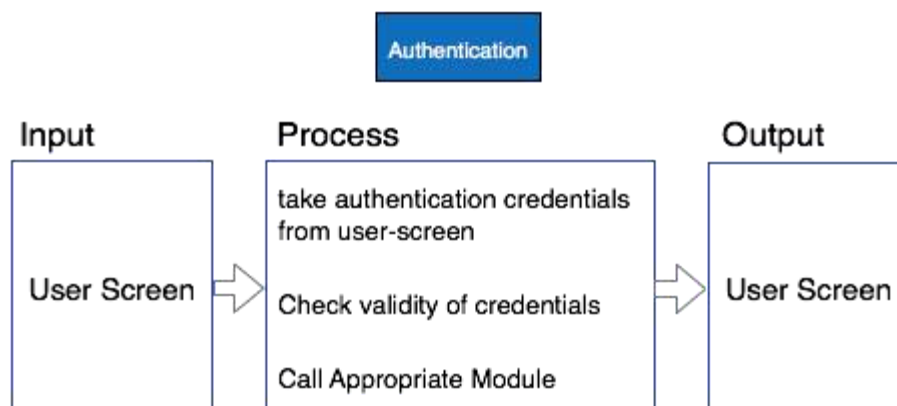 Authentication
Input
Process
Output
User Screen
take authentication credentials
from user-screen
Check validity of credentials
Call Appropriate Module
User Screen